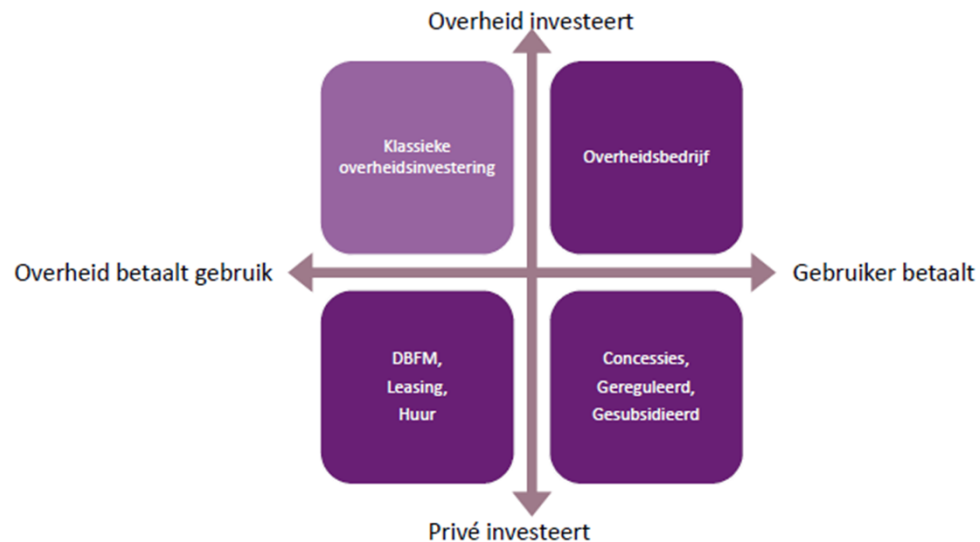 Overheid investeert
Klassieke
overheidsinvestering
Overheidsbedrijf
Overheid betaalt gebruik
Gebruiker betaalt
DBFM,
Leasing,
Huur
Concessies,
Gereguleerd,
Gesubsidieerd
Privé investeert